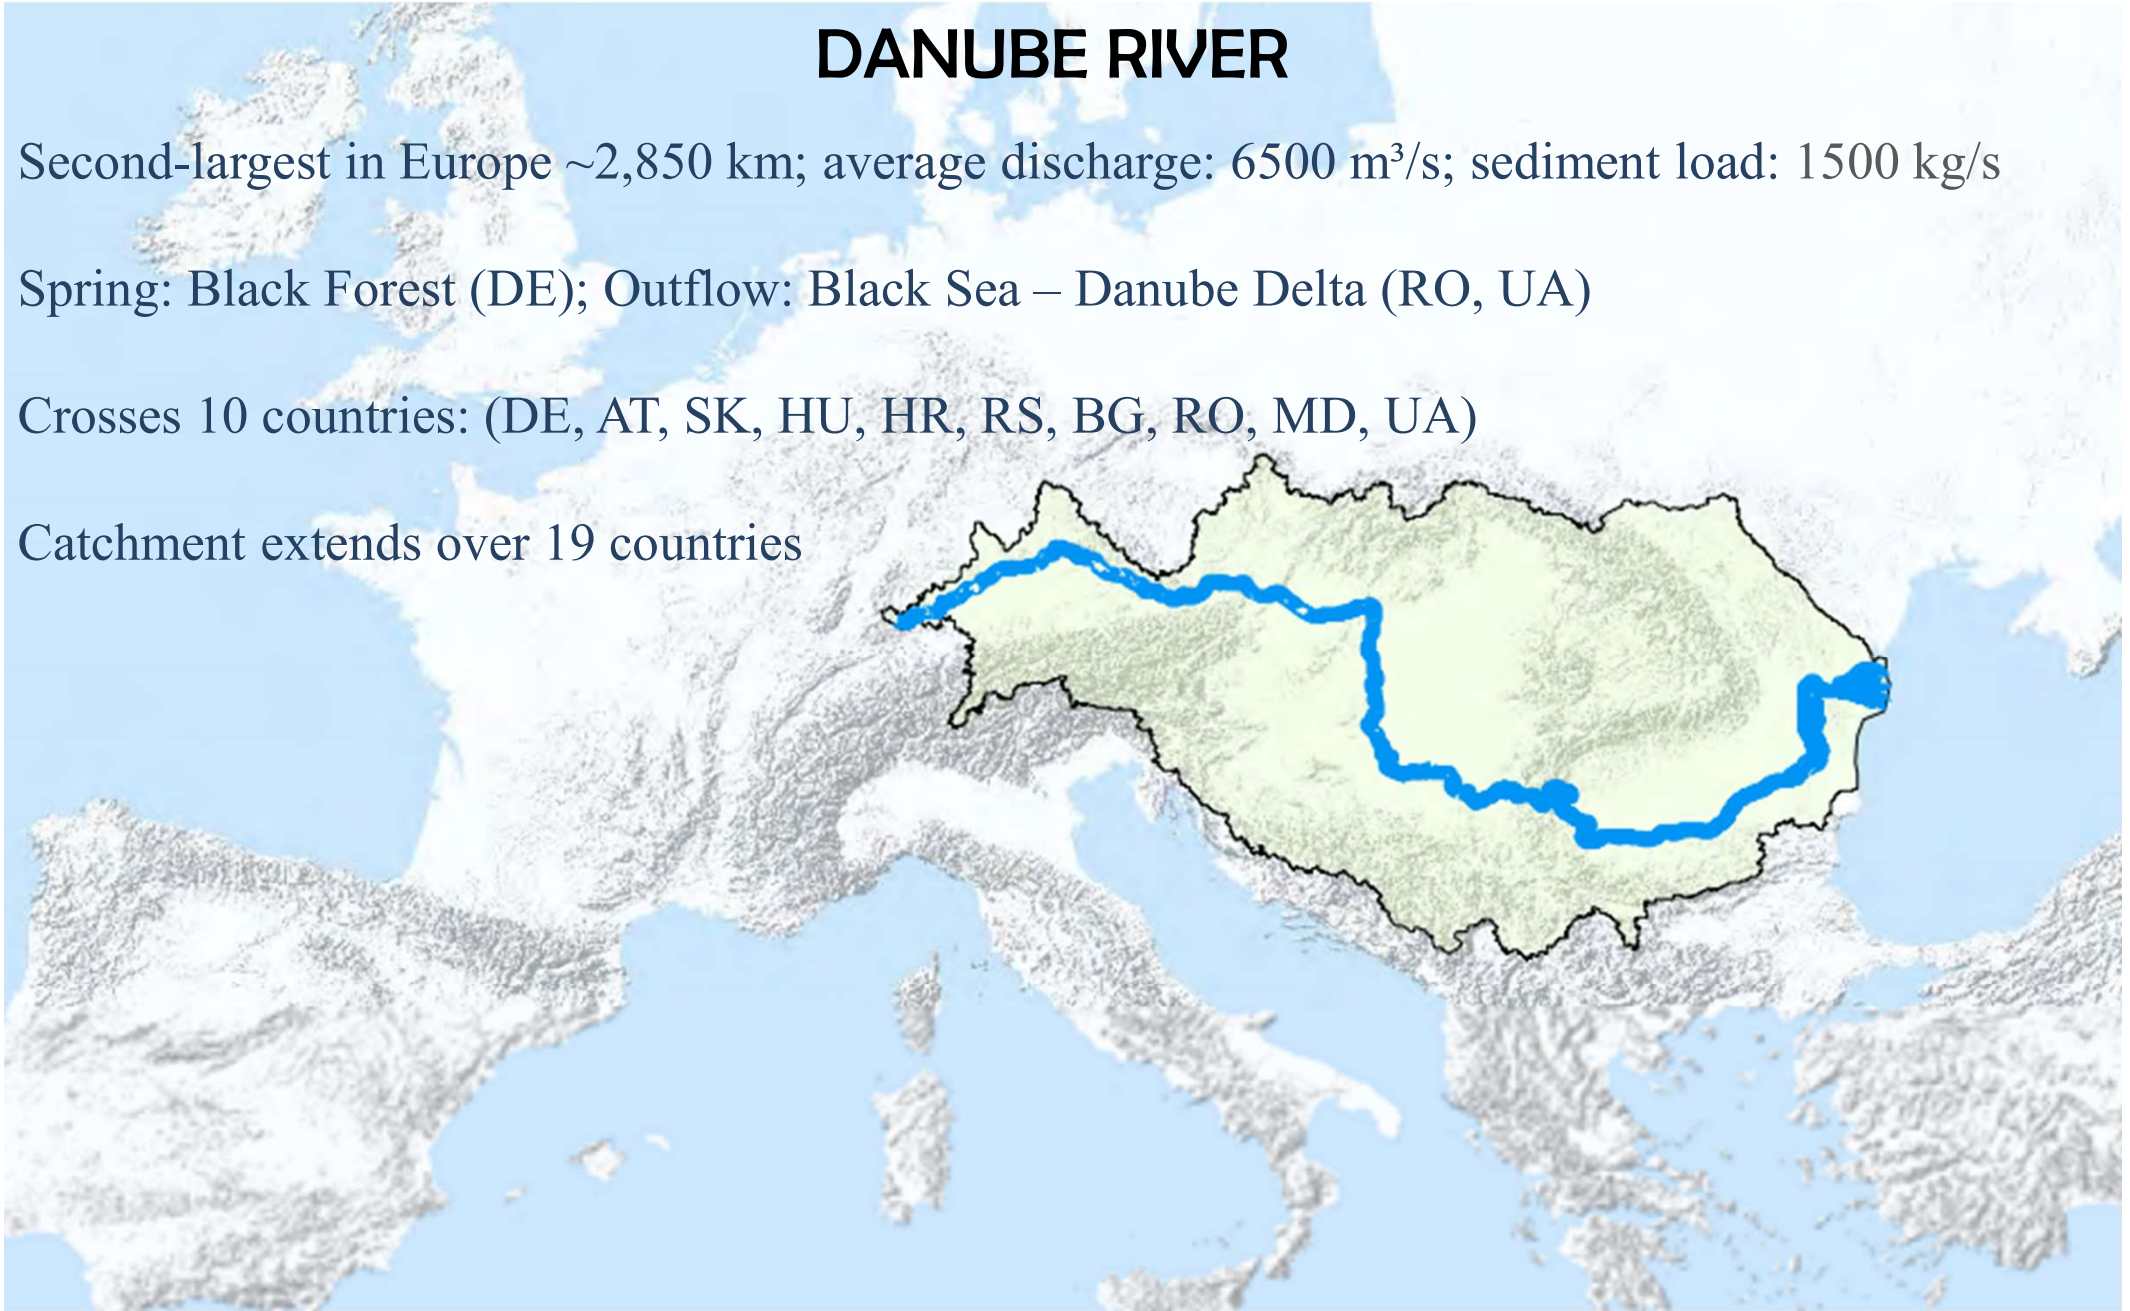 DANUBE RIVER
Second-largest in Europe ~2,850 km; average discharge: 6500 m³/s; sediment load: 1500 kg/s
Spring: Black Forest (DE); Outflow: Black Sea – Danube Delta (RO, UA)
Crosses 10 countries: (DE, AT, SK, HU, HR, RS, BG, RO, MD, UA)
Catchment extends over 19 countries